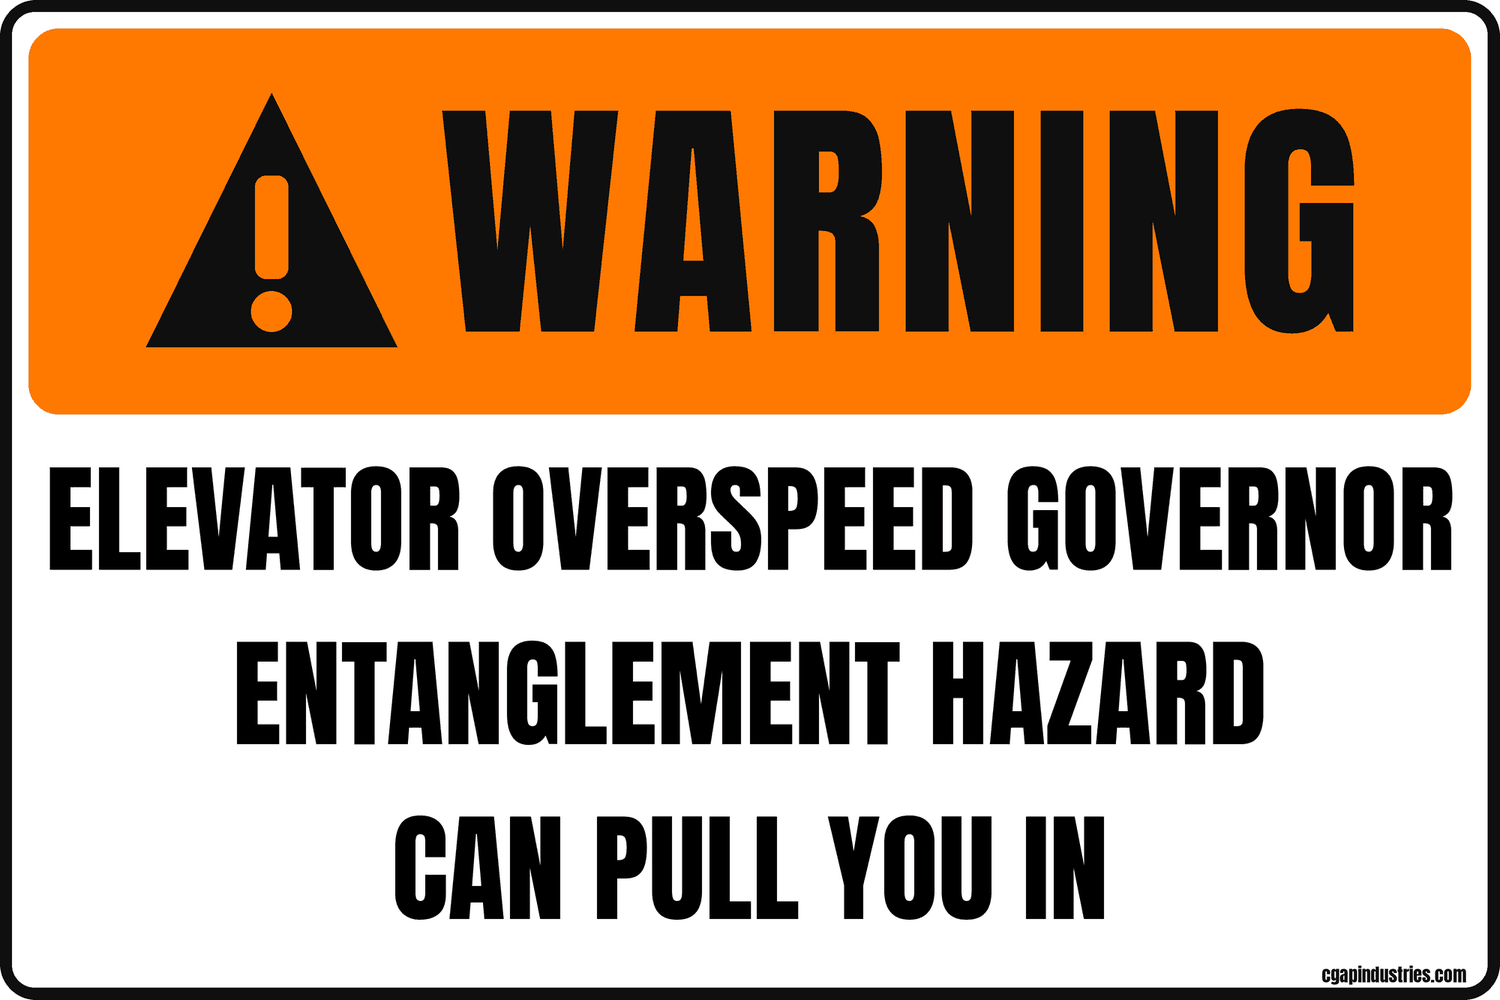 WARNING
ELEVATOR OVERSPEED GOVERNOR
ENTANGLEMENT HAZARD
CAN PULL YOU IN
cgapindustries.com